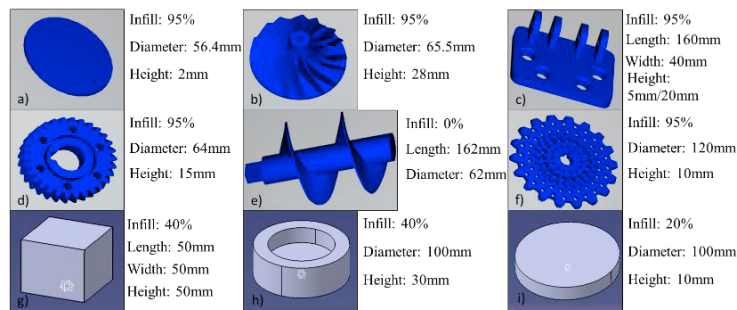 Infill: 95%
Diameter: 56.4mm
Height: 2mm
a)
Infill: 95%
Diameter: 65.5mm
Height: 28mm
b)
Infill: 95%
Length: 160mm
Width: 40mm
Height:
5mm/20mm
c)
Infill: 95%
Diameter: 64mm
Height: 15mm
d)
Infill: 0%
Length: 162mm
Diameter: 62mm
e)
Infill: 95%
Diameter: 120mm
Height: 10mm
f)
Infill: 40%
Length: 50mm
Width: 50mm
Height: 50mm
g)
Infill: 40%
Diameter: 100mm
Height: 30mm
h)
Infill: 20%
Diameter: 100mm
Height: 10mm
i)